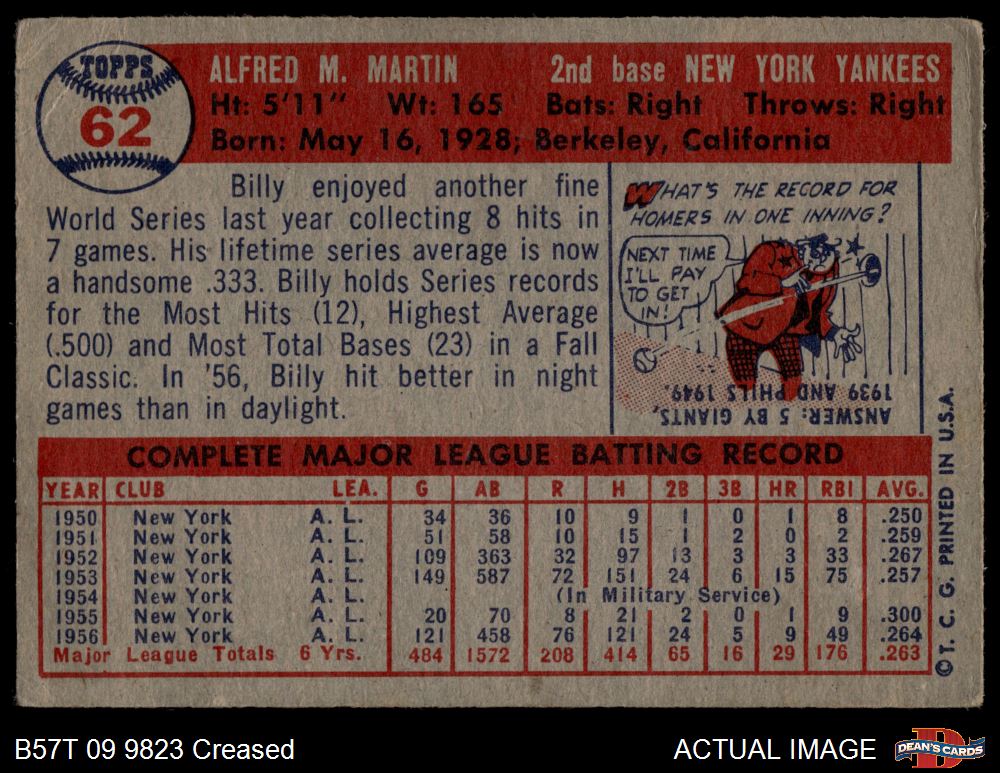 TOPPS
62
ALFRED M. MARTIN 2nd base NEW YORK YANKEES
Ht: 5'11" Wt: 165 Bats: Right Throws: Right
Born: May 16, 1928; Berkeley, California
Billy enjoyed another fine
World Series last year collecting 8 hits in
7 games. His lifetime series average is now
a handsome .333. Billy holds Series records
for the Most Hits (12), Highest Average
(.500) and Most Total Bases (23) in a Fall
Classic. In '56, Billy hit better in night
games than in daylight.
WHAT'S THE RECORD FOR
HOMERS IN ONE INNING?
NEXT TIME
I'LL PAY
TO GET
IN!
ANSWER: 5 BY GIANTS,
1939 AND PHILS 1949.
COMPLETE MAJOR LEAGUE BATTING RECORD
YEAR CLUB LEA. G AB R H 2B 3B HR RBI AVG.
1950 New York A. L. 34 36 10 9 1 0 1 8 .250
1951 New York A. L. 51 58 10 15 1 2 0 2 .259
1952 New York A. L. 109 363 32 97 13 3 3 33 .267
1953 New York A. L. 149 587 72 151 24 6 15 75 .257
1954 New York A. L. (In Military Service)
1955 New York A. L. 20 70 8 21 2 0 1 9 .300
1956 New York A. L. 121 458 76 121 24 5 9 49 .264
Major League Totals 6 Yrs. 484 1572 208 414 65 16 29 176 .263
© T. C. G. PRINTED IN U.S.A.
B57T 09 9823 Creased
ACTUAL IMAGE
D
DEAN'S CARDS